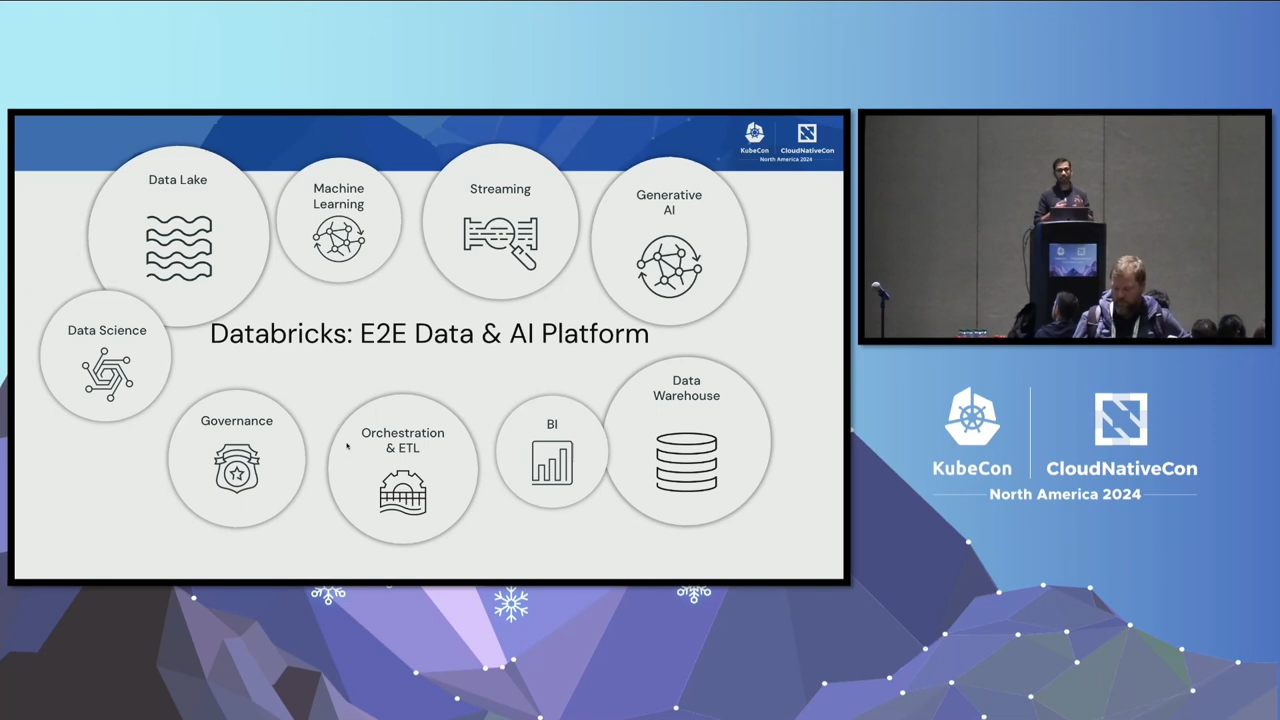 KubeCon
CloudNativeCon
North America 2024
Data Lake
Machine
Learning
Streaming
Generative
AI
Data Science
Databricks: E2E Data & AI Platform
Governance
Orchestration
& ETL
BI
Data
Warehouse
KubeCon
CloudNativeCon
North America 2024